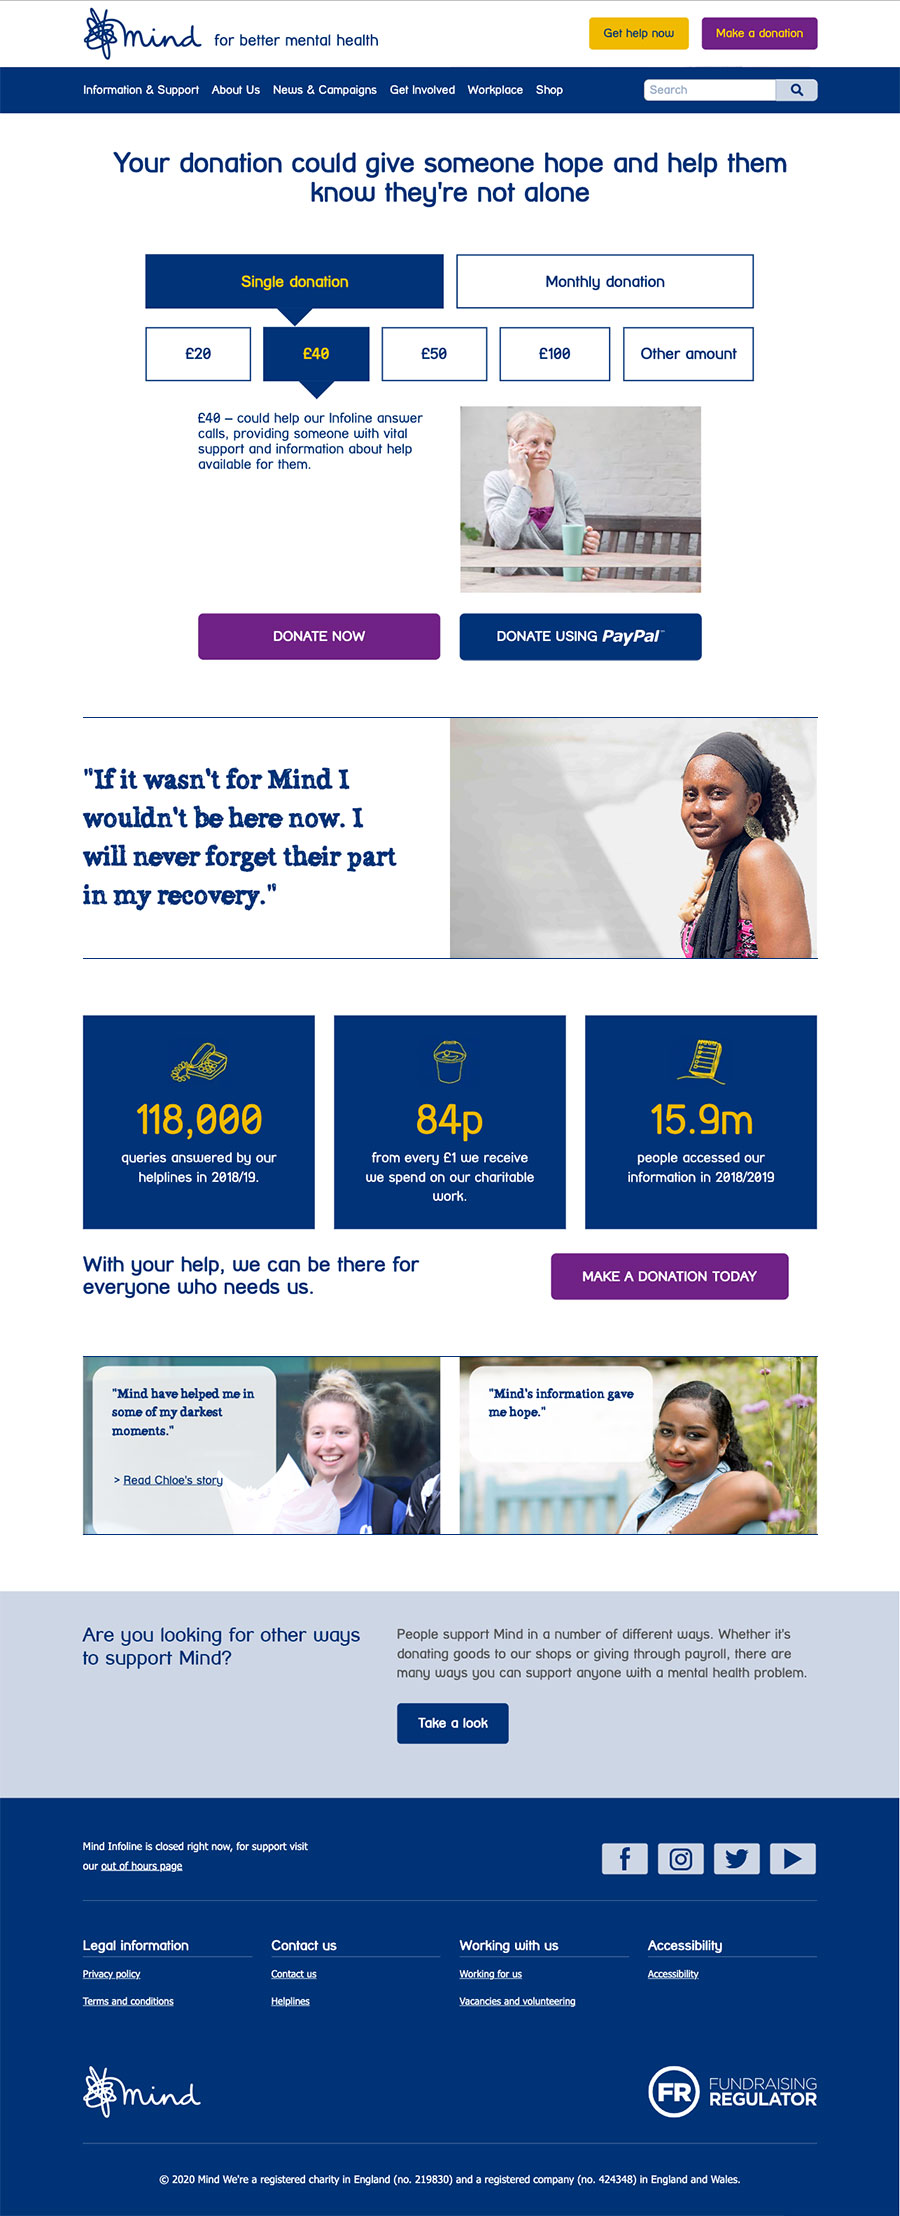 mind for better mental health
Get help now
Make a donation
Information & Support About Us News & Campaigns Get Involved Workplace Shop
Search
Your donation could give someone hope and help them
know they're not alone
Single donation
Monthly donation
£20
£40
£50
£100
Other amount
£40 – could help our Infoline answer
calls, providing someone with vital
support and information about help
available for them.
DONATE NOW
DONATE USING PayPal™
"If it wasn't for Mind I
wouldn't be here now. I
will never forget their part
in my recovery."
118,000
queries answered by our
helplines in 2018/19.
84p
from every £1 we receive
we spend on our charitable
work.
15.9m
people accessed our
information in 2018/2019
With your help, we can be there for
everyone who needs us.
MAKE A DONATION TODAY
"Mind have helped me in
some of my darkest
moments."
> Read Chloe's story
"Mind's information gave
me hope."
Are you looking for other ways
to support Mind?
People support Mind in a number of different ways. Whether it's
donating goods to our shops or giving through payroll, there are
many ways you can support anyone with a mental health problem.
Take a look
Mind Infoline is closed right now, for support visit
our out of hours page
Legal information
Privacy policy
Terms and conditions
Contact us
Contact us
Helplines
Working with us
Working for us
Vacancies and volunteering
Accessibility
Accessibility
mind
FR FUNDRAISING
REGULATOR
© 2020 Mind We're a registered charity in England (no. 219830) and a registered company (no. 424348) in England and Wales.